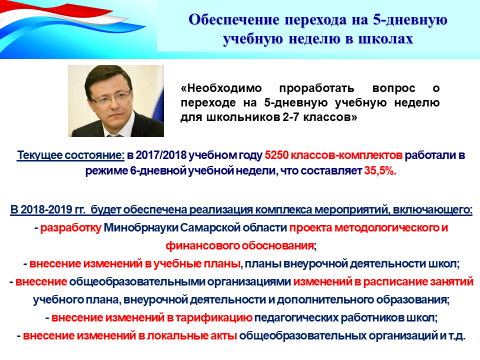 Обеспечение перехода на 5-дневную
учебную неделю в школах
«Необходимо проработать вопрос о
переходе на 5-дневную учебную неделю
для школьников 2-7 классов»
Текущее состояние: в 2017/2018 учебном году 5250 классов-комплектов работали в
режиме 6-дневной учебной недели, что составляет 35,5%.
В 2018-2019 гг. будет обеспечена реализация комплекса мероприятий, включающего:
- разработку Минобрнауки Самарской области проекта методологического и
финансового обоснования;
- внесение изменений в учебные планы, планы внеурочной деятельности школ;
- внесение общеобразовательными организациями изменений в расписание занятий
учебного плана, внеурочной деятельности и дополнительного образования;
- внесение изменений в тарификацию педагогических работников школ;
- внесение изменений в локальные акты общеобразовательных организаций и т.д.